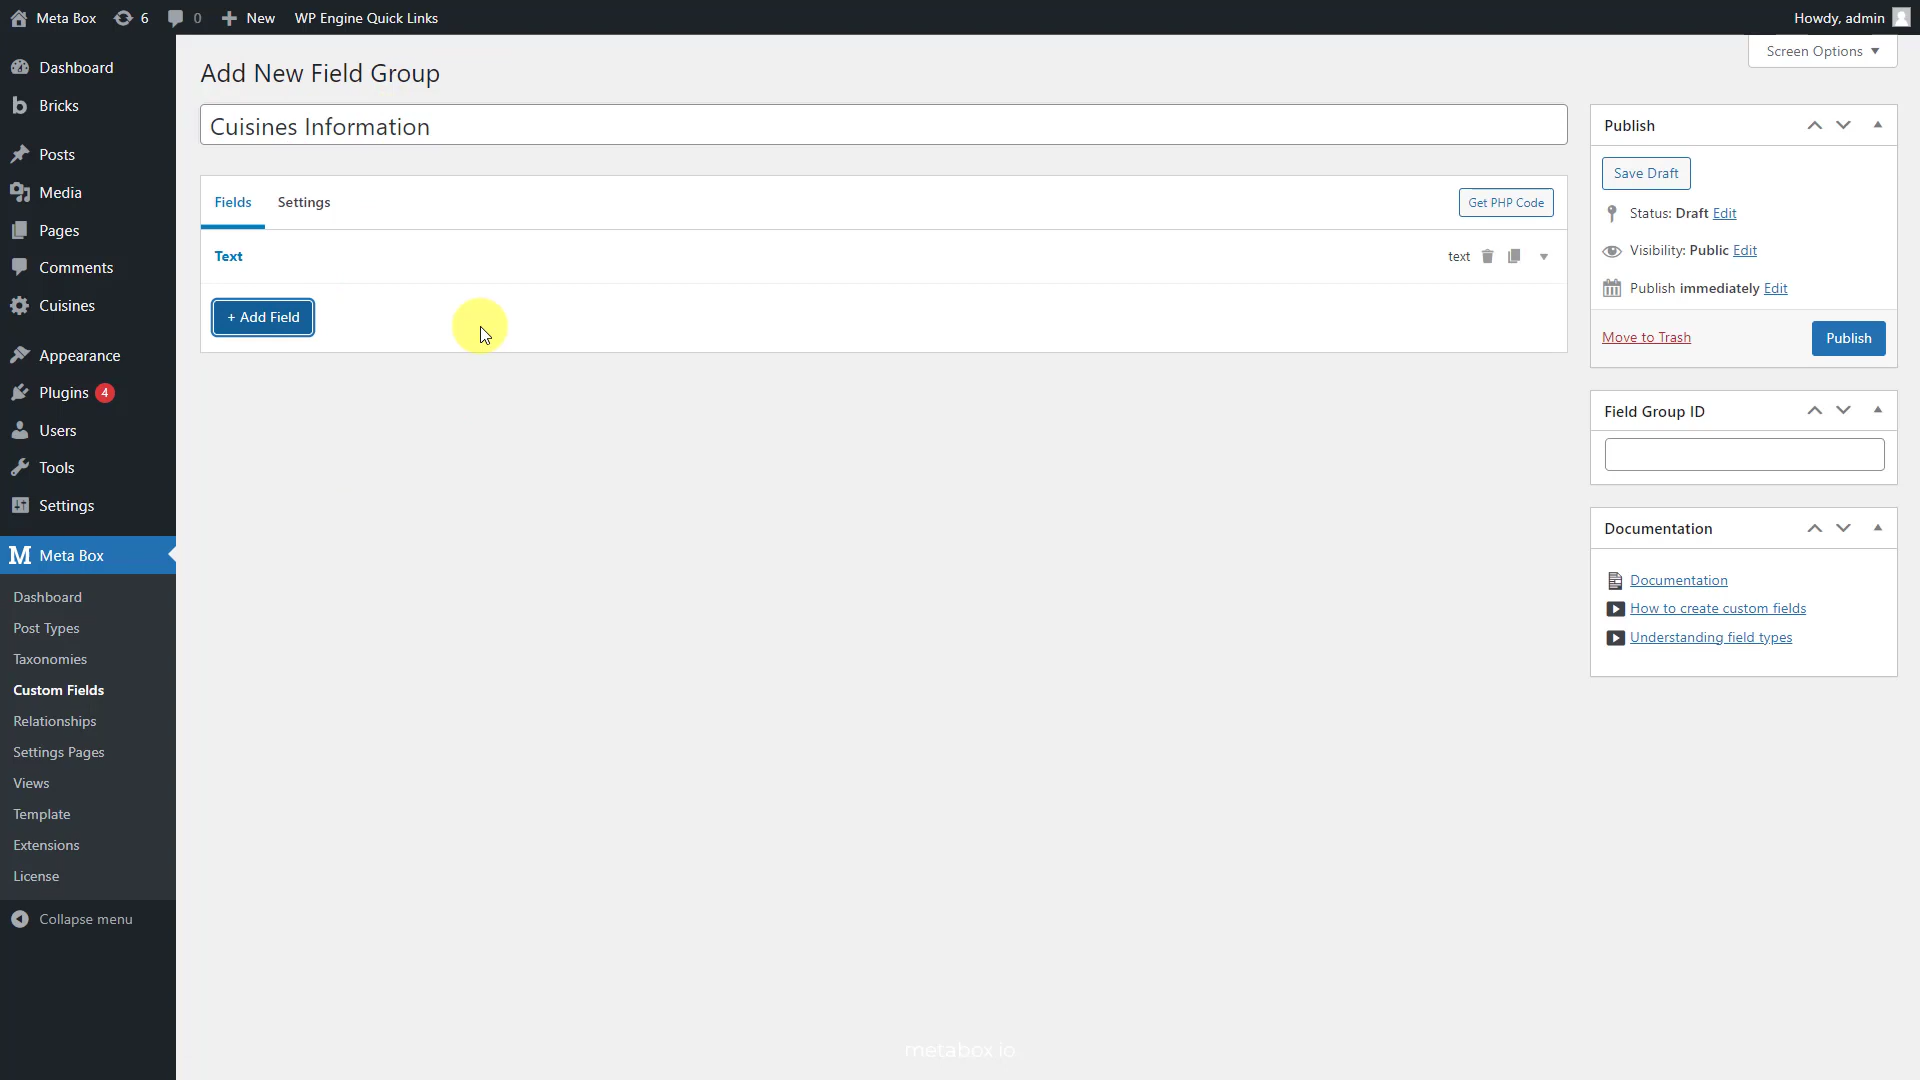 Meta Box 6 0 New WP Engine Quick Links Howdy, admin
Screen Options
Dashboard
Bricks
Posts
Media
Pages
Comments
Cuisines
Appearance
Plugins 4
Users
Tools
Settings
M Meta Box
Dashboard
Post Types
Taxonomies
Custom Fields
Relationships
Settings Pages
Views
Template
Extensions
License
Collapse menu
Add New Field Group
Cuisines Information
Fields Settings Get PHP Code
Text text
+ Add Field
Publish
Save Draft
Status: Draft Edit
Visibility: Public Edit
Publish immediately Edit
Move to Trash Publish
Field Group ID
Documentation
Documentation
How to create custom fields
Understanding field types
metabox.io